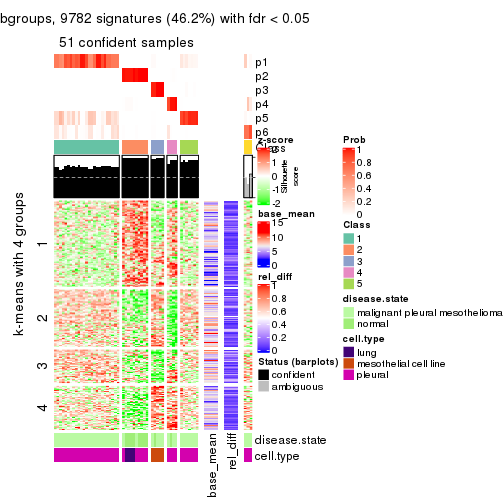 bgroups, 9782 signatures (46.2%) with fdr < 0.05
51 confident samples
p1
p2
p3
p4
p5
p6
Class
z-score
2
1
0
-1
-2
Silhouette
score
1
2
3
4
k-means with 4 groups
base_mean
15
10
5
0
rel_diff
1
0.8
0.6
0.4
0.2
0
Status (barplots)
confident
ambiguous
Prob
1
0.8
0.6
0.4
0.2
0
Class
1
2
3
4
5
disease.state
malignant pleural mesothelioma
normal
cell.type
lung
mesothelial cell line
pleural
disease.state
cell.type
base_mean
rel_diff